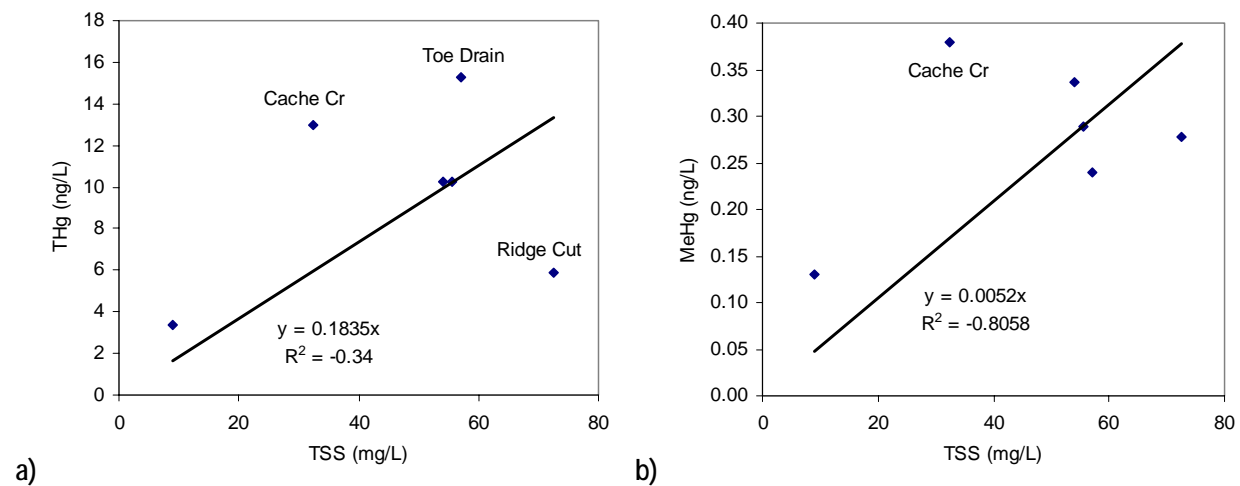 18
16
14
12
10
8
6
4
2
0
THg (ng/L)
Toe Drain
Cache Cr
Ridge Cut
y = 0.1835x
R² = -0.34
0 20 40 60 80
TSS (mg/L)
a)
0.40
0.35
0.30
0.25
0.20
0.15
0.10
0.05
0.00
MeHg (ng/L)
Cache Cr
y = 0.0052x
R² = -0.8058
0 20 40 60 80
TSS (mg/L)
b)